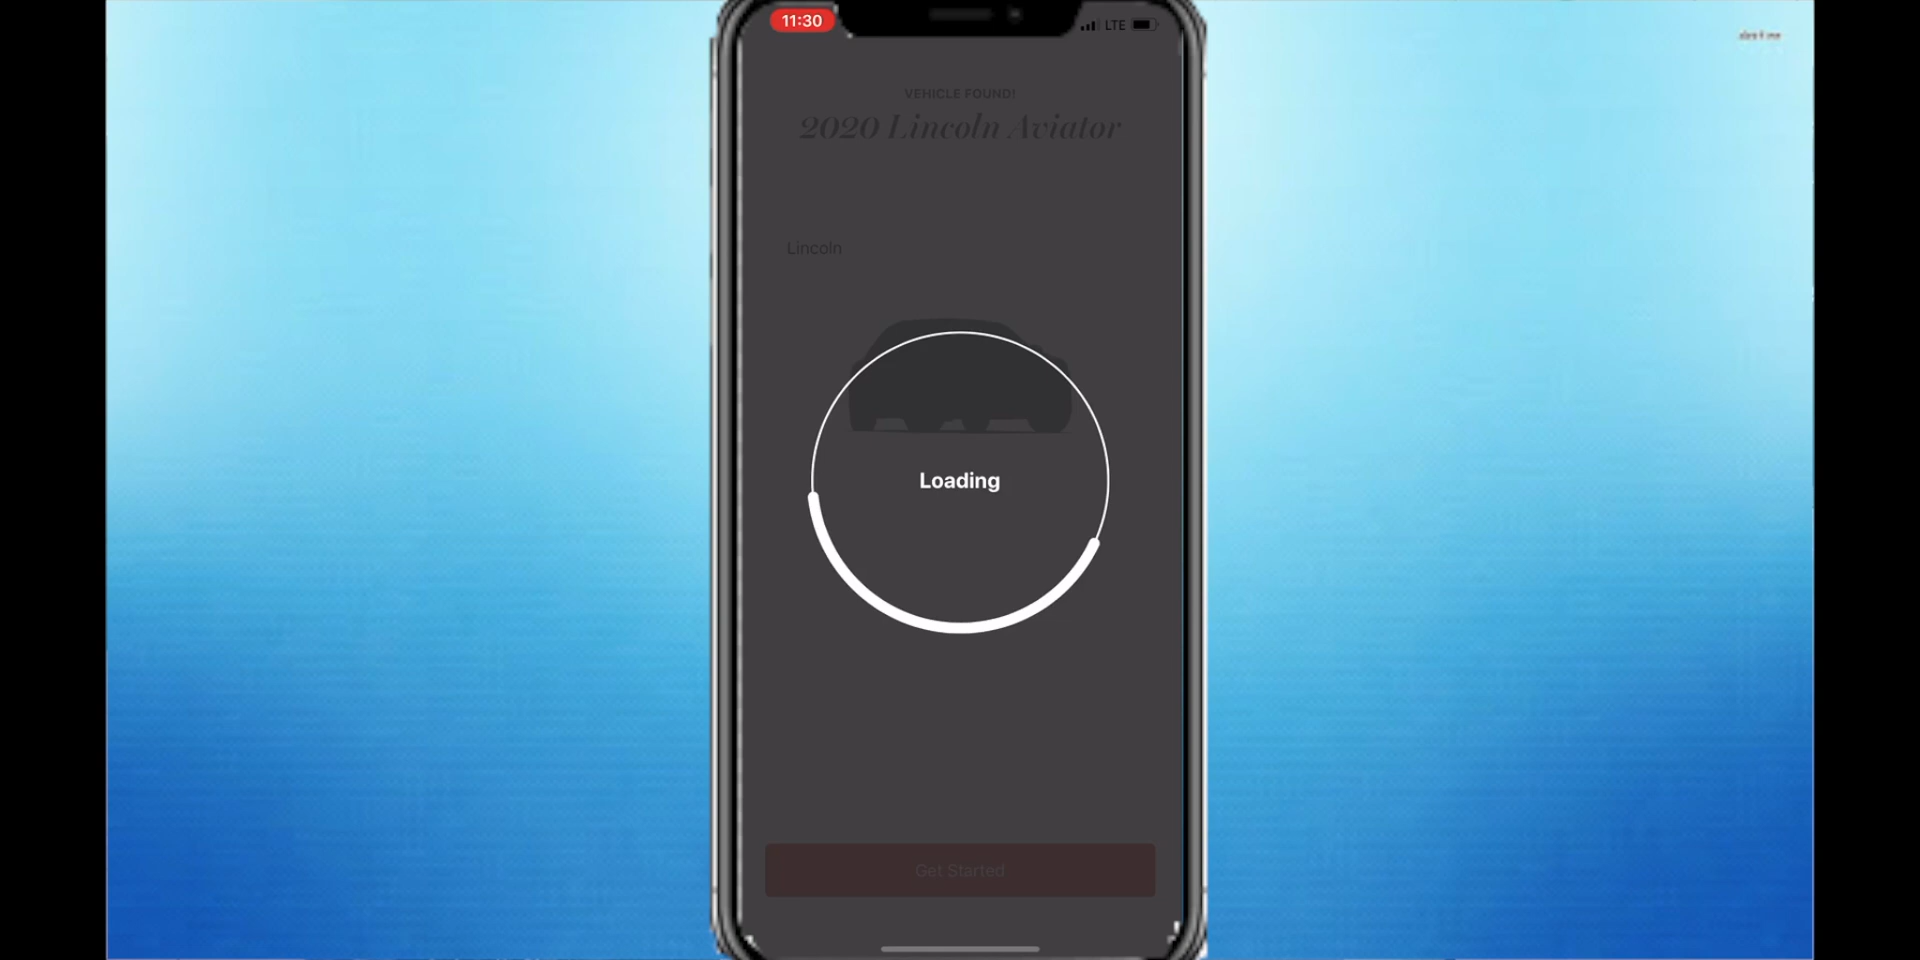 11:30
LTE
VEHICLE FOUND!
2020 Lincoln Aviator
Lincoln
Loading
Get Started